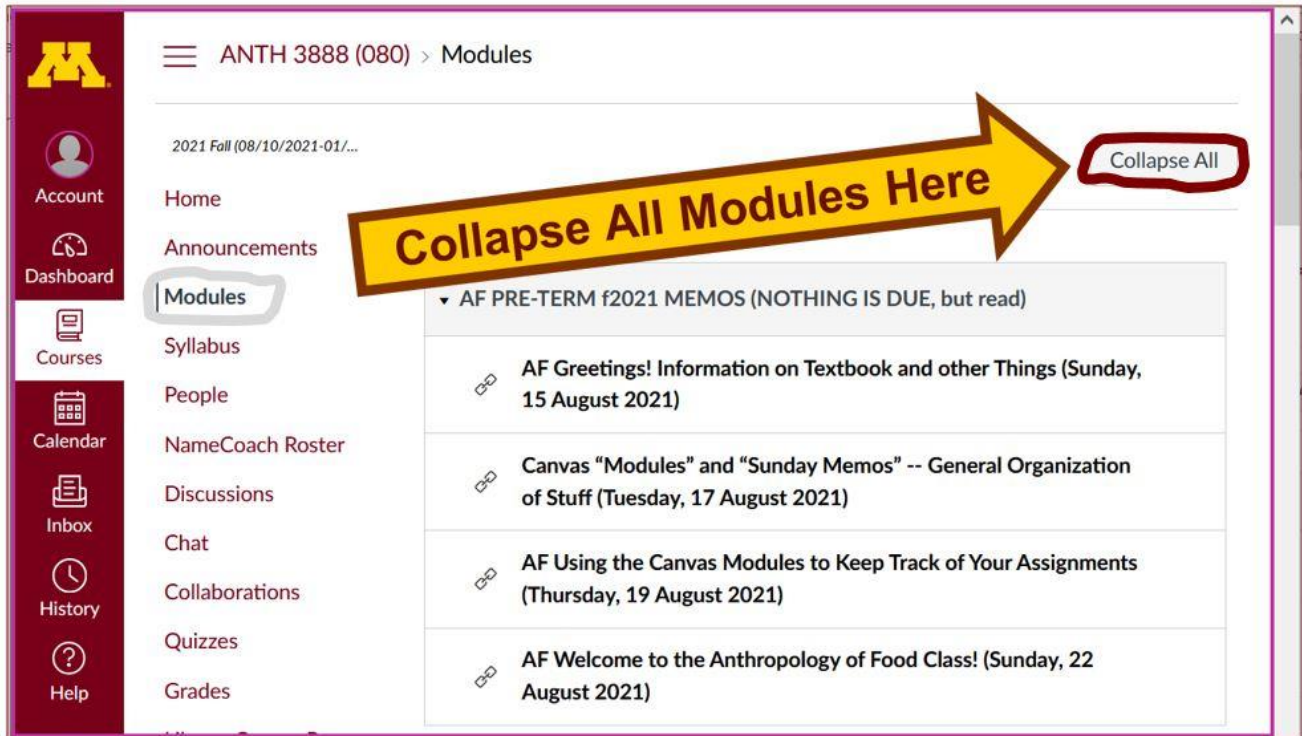 M
ANTH 3888 (080) > Modules
2021 Fall (08/10/2021-01/...
Collapse All
Collapse All Modules Here
Account
Dashboard
Courses
Calendar
Inbox
History
Help
Home
Announcements
Modules
Syllabus
People
NameCoach Roster
Discussions
Chat
Collaborations
Quizzes
Grades
AF PRE-TERM f2021 MEMOS (NOTHING IS DUE, but read)
AF Greetings! Information on Textbook and other Things (Sunday,
15 August 2021)
Canvas “Modules” and “Sunday Memos” -- General Organization
of Stuff (Tuesday, 17 August 2021)
AF Using the Canvas Modules to Keep Track of Your Assignments
(Thursday, 19 August 2021)
AF Welcome to the Anthropology of Food Class! (Sunday, 22
August 2021)